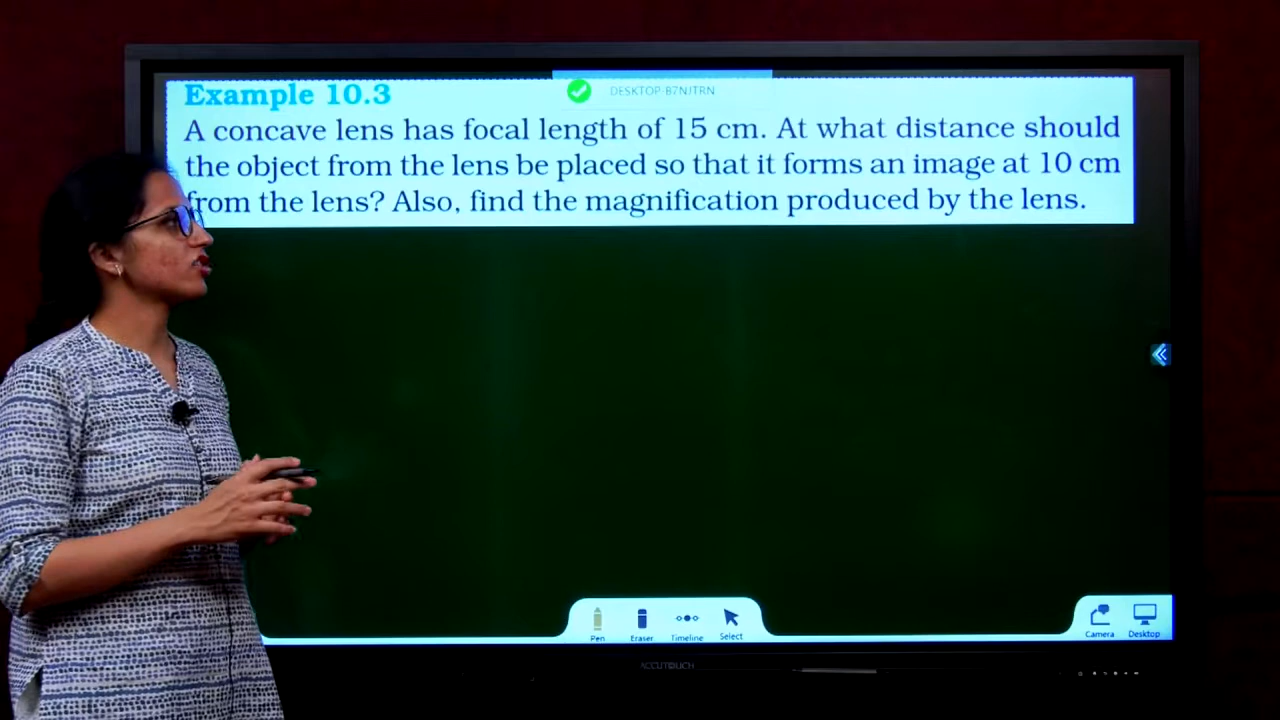 Example 10.3
DESKTOP-B7NJTRN
A concave lens has focal length of 15 cm. At what distance should
the object from the lens be placed so that it forms an image at 10 cm
from the lens? Also, find the magnification produced by the lens.
Pen
Eraser
Timeline
Select
Camera
Desktop
ACCUTOUCH